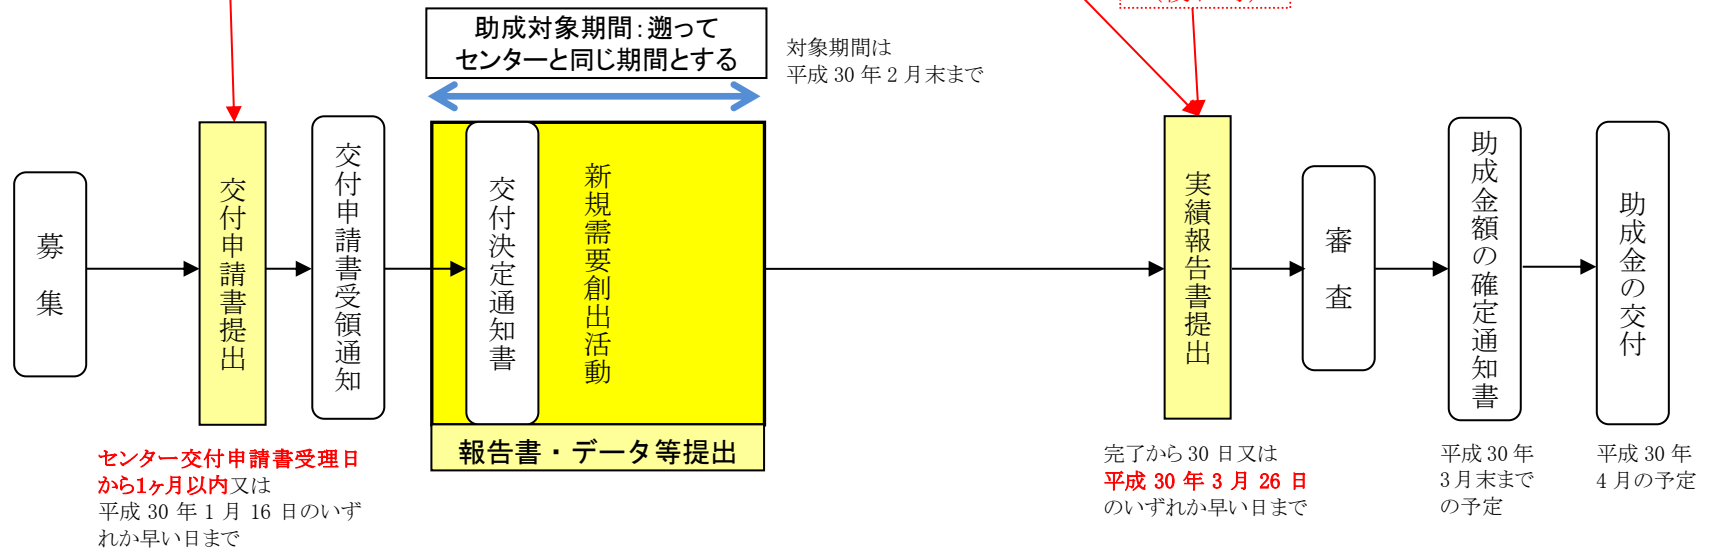 助成対象期間：遡って
センターと同じ期間とする
対象期間は
平成 30 年 2 月末まで
募集
交付申請書提出
交付申請書受領通知
交付決定通知書
新規需要創出活動
報告書・データ等提出
実績報告書提出
審査
助成金額の確定通知書
助成金の交付
センター交付申請書受理日
から1ヶ月以内又は
平成 30 年 1 月 16 日のいず
れか早い日まで
完了から 30 日又は
平成 30 年 3 月 26 日
のいずれか早い日まで
平成 30 年
3 月末まで
の予定
平成 30 年
4 月の予定